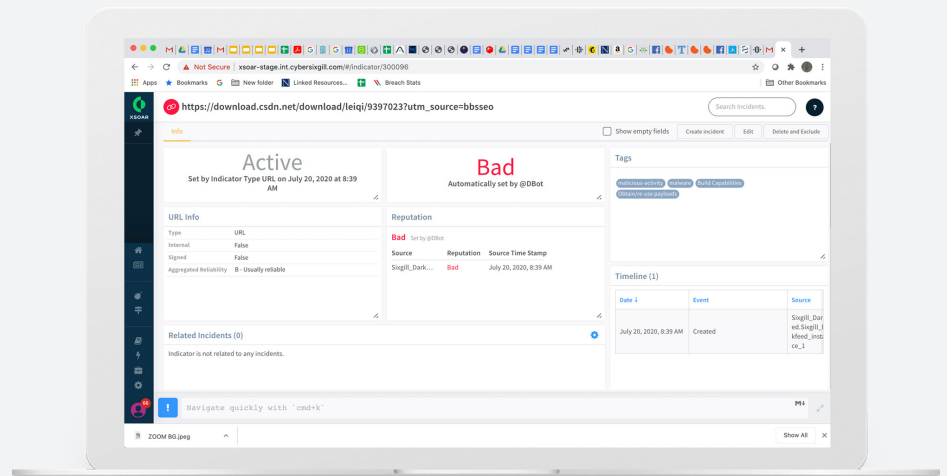 Not Secure | xsoar-stage.int.cybersixgill.com/#/indicator/300096
Apps Bookmarks New folder Linked Resources... Breach Stats Other Bookmarks
XSOAR
https://download.csdn.net/download/leiqi/9397023?utm_source=bbsseo
Search Incidents.
?
Info
Show empty fields
Create incident
Edit
Delete and Exclude
Active
Set by Indicator Type URL on July 20, 2020 at 8:39
AM
Bad
Automatically set by @DBot
Tags
malicious-activity malware Build Capabilities
Obtain/re-use payloads
URL Info
Type URL
Internal False
Signed False
Aggregated Reliability B - Usually reliable
Reputation
Bad Set by @DBot
Source Reputation Source Time Stamp
Sixgill_Dark... Bad July 20, 2020, 8:39 AM
Timeline (1)
Date ↓ Event Source
July 20, 2020, 8:39 AM Created
Sixgill_Dar
ce_1
Related Incidents (0)
Indicator is not related to any incidents.
! Navigate quickly with `cmd+k`
M↓
ZOOM BG.jpeg
Show All